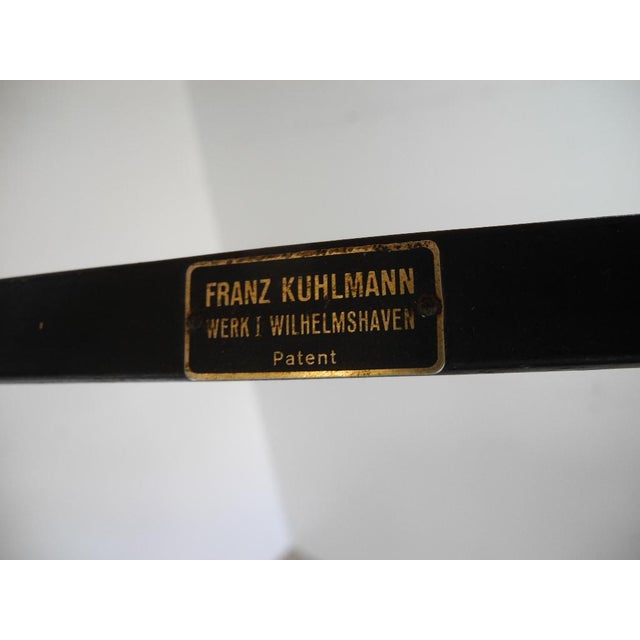 FRANZ KUHLMANN
WERK I WILHELMSHAVEN
Patent